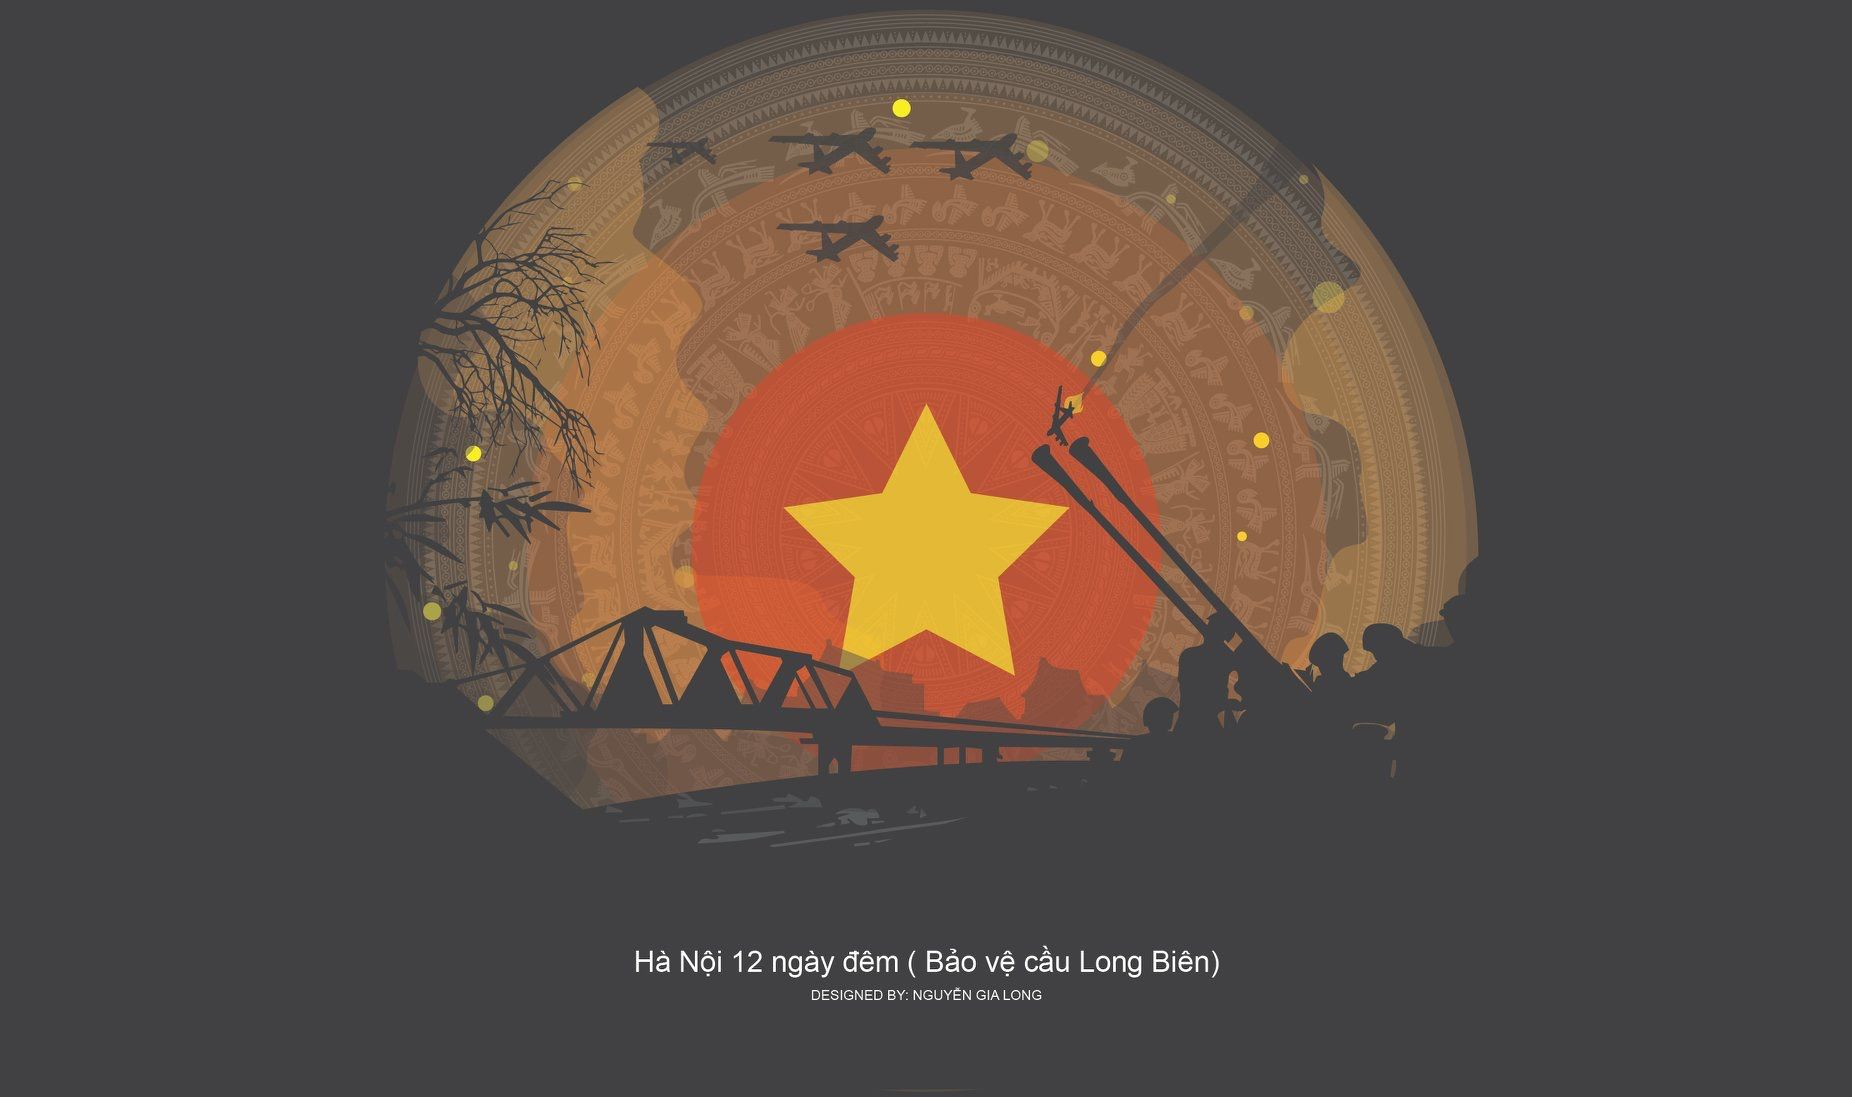 Hà Nội 12 ngày đêm ( Bảo vệ cầu Long Biên)
DESIGNED BY: NGUYỄN GIA LONG